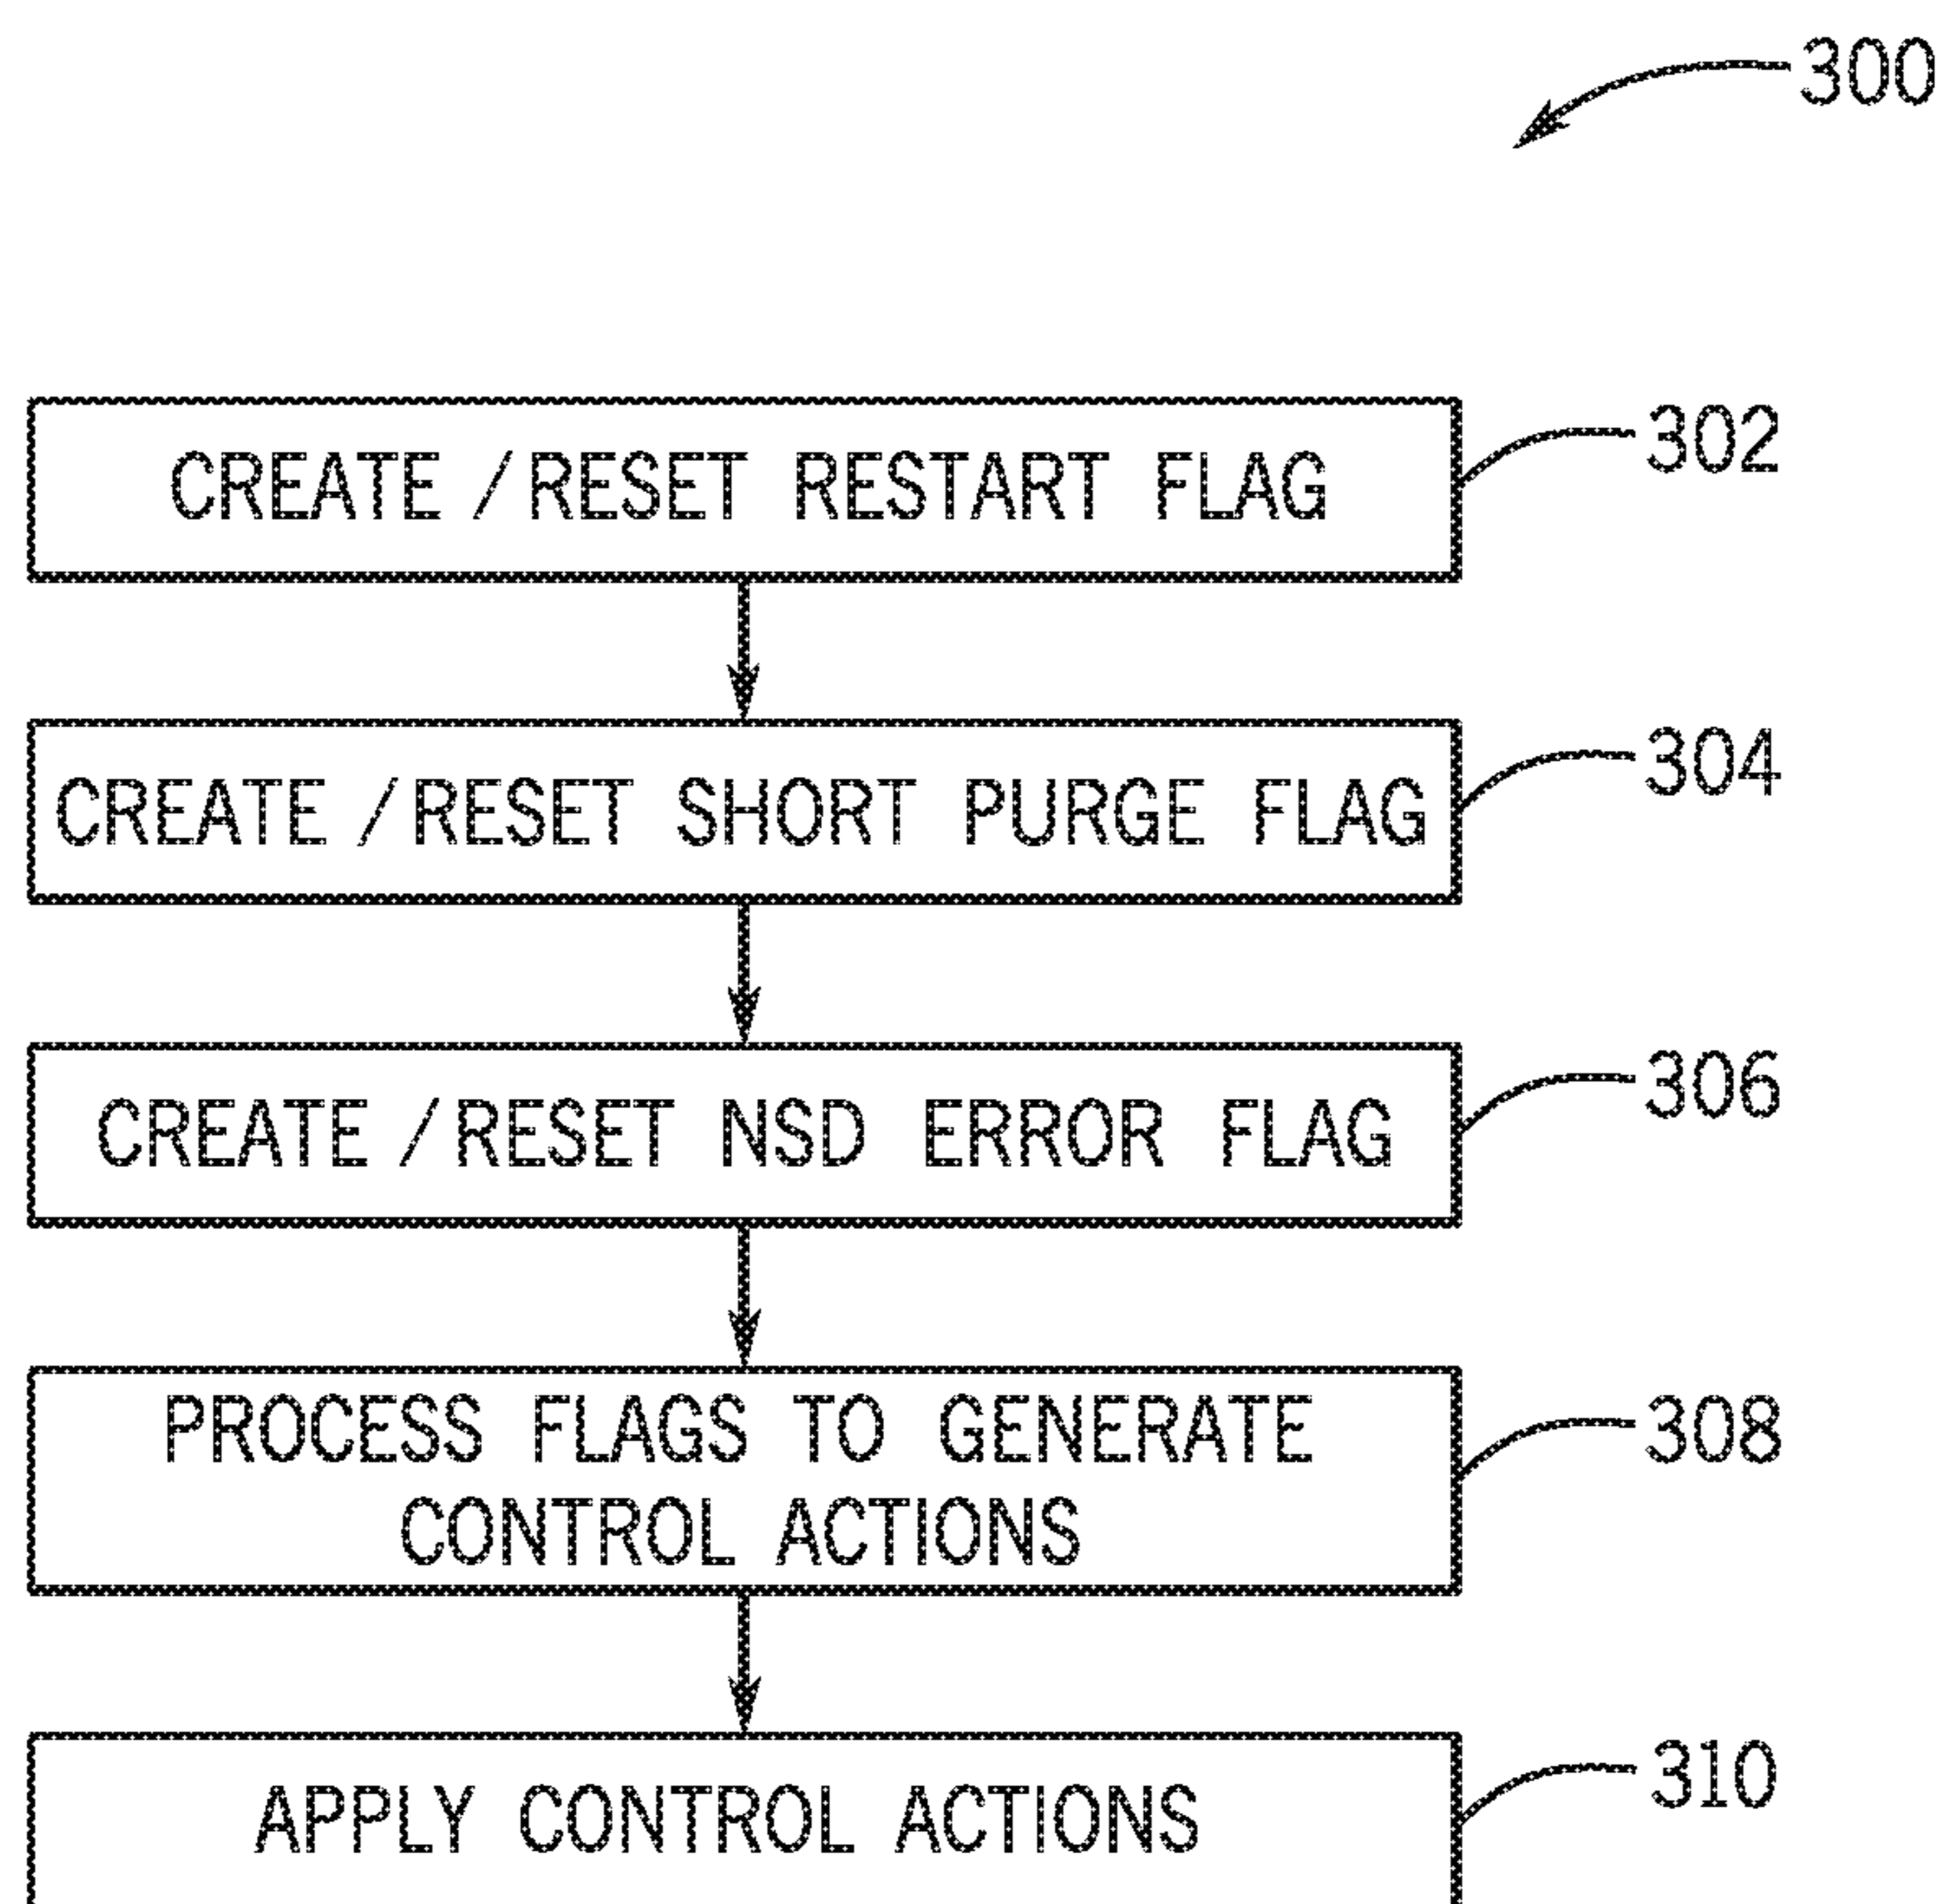 300
CREATE / RESET RESTART FLAG
302
CREATE / RESET SHORT PURGE FLAG
304
CREATE / RESET NSD ERROR FLAG
306
PROCESS FLAGS TO GENERATE
CONTROL ACTIONS
308
APPLY CONTROL ACTIONS
310